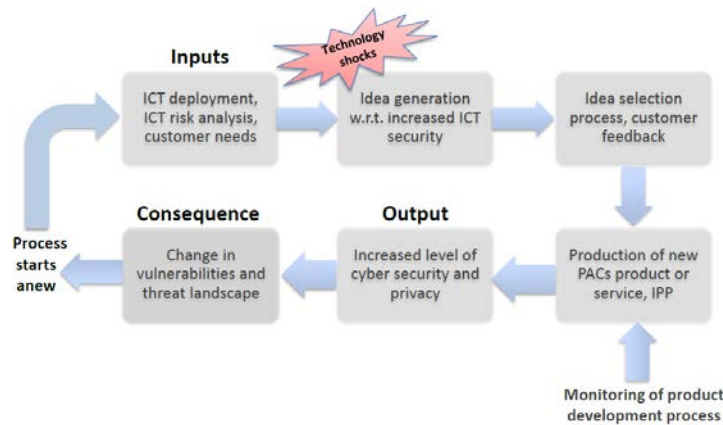 Technology
shocks
Inputs
ICT deployment,
ICT risk analysis,
customer needs
Idea generation
w.r.t. increased ICT
security
Idea selection
process, customer
feedback
Consequence
Output
Process
starts
anew
Change in
vulnerabilities and
threat landscape
Increased level of
cyber security and
privacy
Production of new
PACs product or
service, IPP
Monitoring of product
development process